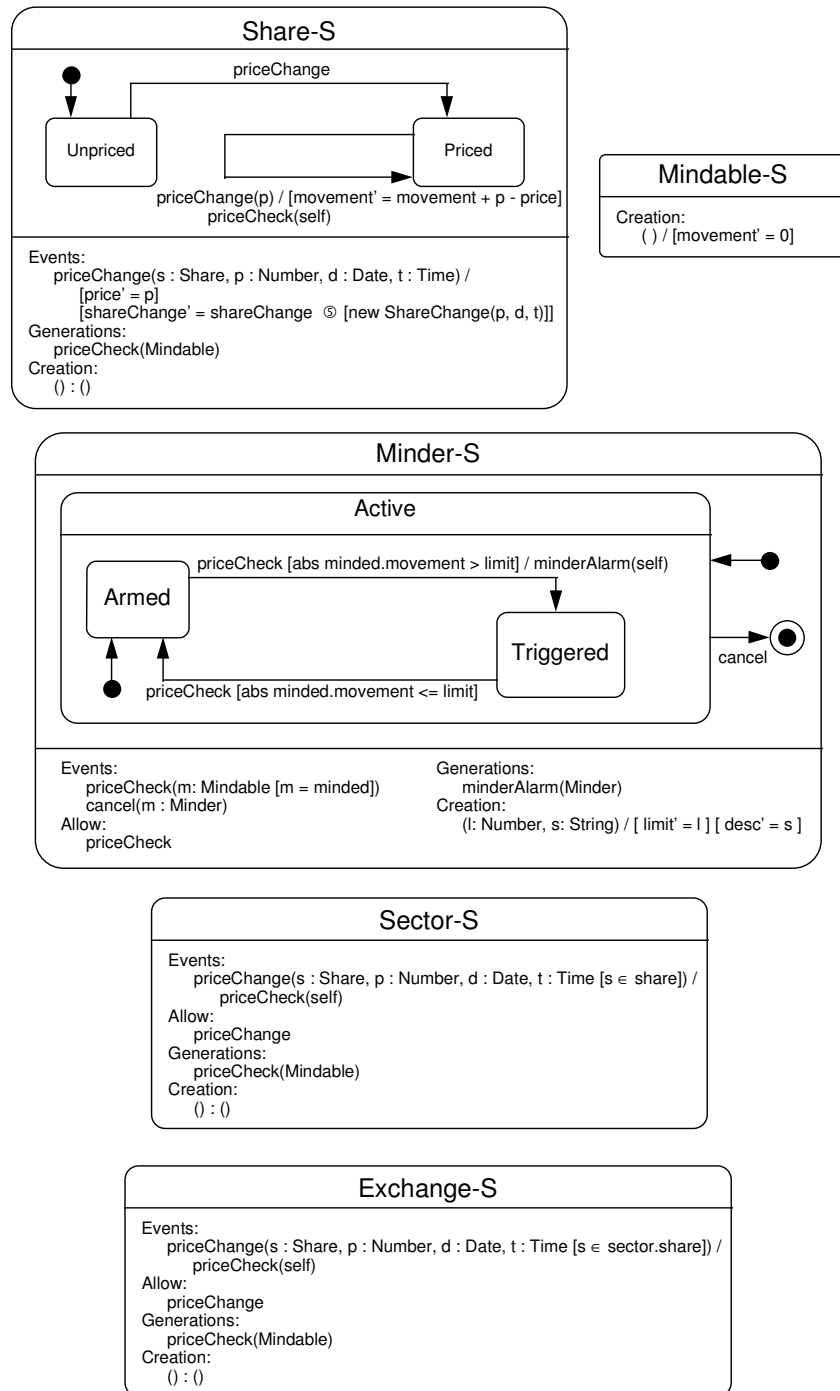 Share-S
priceChange
Unpriced
Priced
priceChange(p) / [movement’ = movement + p - price]
priceCheck(self)
Events:
priceChange(s : Share, p : Number, d : Date, t : Time) /
[price’ = p]
[shareChange’ = shareChange Ⓢ [new ShareChange(p, d, t)]]
Generations:
priceCheck(Mindable)
Creation:
() : ()
Mindable-S
Creation:
( ) / [movement’ = 0]
Minder-S
Active
priceCheck [abs minded.movement > limit] / minderAlarm(self)
Armed
Triggered
cancel
priceCheck [abs minded.movement <= limit]
Events:
priceCheck(m: Mindable [m = minded])
cancel(m : Minder)
Allow:
priceCheck
Generations:
minderAlarm(Minder)
Creation:
(l: Number, s: String) / [ limit’ = l ] [ desc’ = s ]
Sector-S
Events:
priceChange(s : Share, p : Number, d : Date, t : Time [s ∈ share]) /
priceCheck(self)
Allow:
priceChange
Generations:
priceCheck(Mindable)
Creation:
() : ()
Exchange-S
Events:
priceChange(s : Share, p : Number, d : Date, t : Time [s ∈ sector.share]) /
priceCheck(self)
Allow:
priceChange
Generations:
priceCheck(Mindable)
Creation:
() : ()